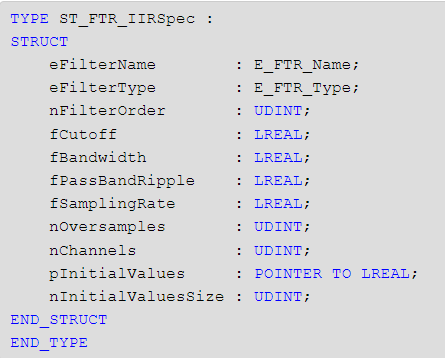 TYPE ST_FTR_IIRSpec :
STRUCT
    eFilterName        : E_FTR_Name;
    eFilterType        : E_FTR_Type;
    nFilterOrder       : UDINT;
    fCutoff            : LREAL;
    fBandwidth         : LREAL;
    fPassBandRipple    : LREAL;
    fSamplingRate      : LREAL;
    nOversamples       : UDINT;
    nChannels          : UDINT;
    pInitialValues     : POINTER TO LREAL;
    nInitialValuesSize : UDINT;
END_STRUCT
END_TYPE